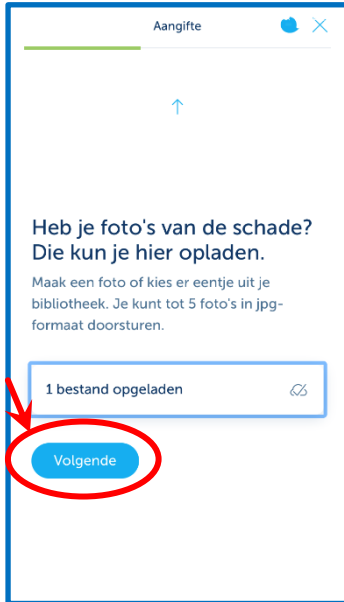 Aangifte
Heb je foto's van de schade?
Die kun je hier opladen.
Maak een foto of kies er eentje uit je
bibliotheek. Je kunt tot 5 foto's in jpg-
formaat doorsturen.
1 bestand opgeladen
Volgende